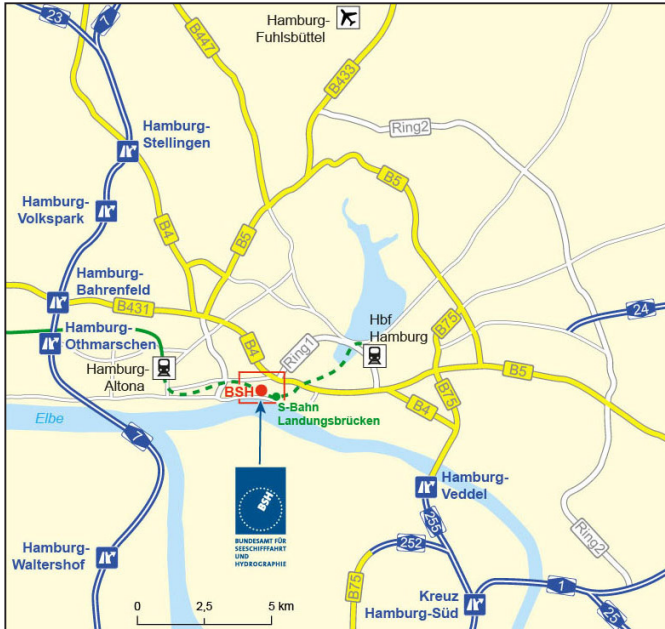 23
7
B447
Hamburg-
Fuhlsbüttel
B433
Ring2
Hamburg-
Stellingen
B5
Hamburg-
Volkspark
B4
B5
Hamburg-
Bahrenfeld
B431
B75
24
Hbf
Hamburg
Hamburg-
Othmarschen
B4
Ring1
B75
Hamburg-
Altona
B5
BSH
S-Bahn
Landungsbrücken
B4
Elbe
7
Hamburg-
Veddel
BSH
255
BUNDESAMT FÜR
SEESCHIFFAHRT
UND
HYDROGRAPHIE
252
Ring2
Hamburg-
Waltershof
B75
1
Kreuz
Hamburg-Süd
25
0
2,5
5 km